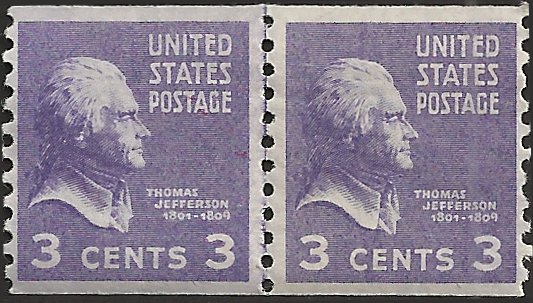 UNITED
STATES
POSTAGE
THOMAS
JEFFERSON
1801-1809
3 CENTS 3
UNITED
STATES
POSTAGE
THOMAS
JEFFERSON
1801-1809
3 CENTS 3